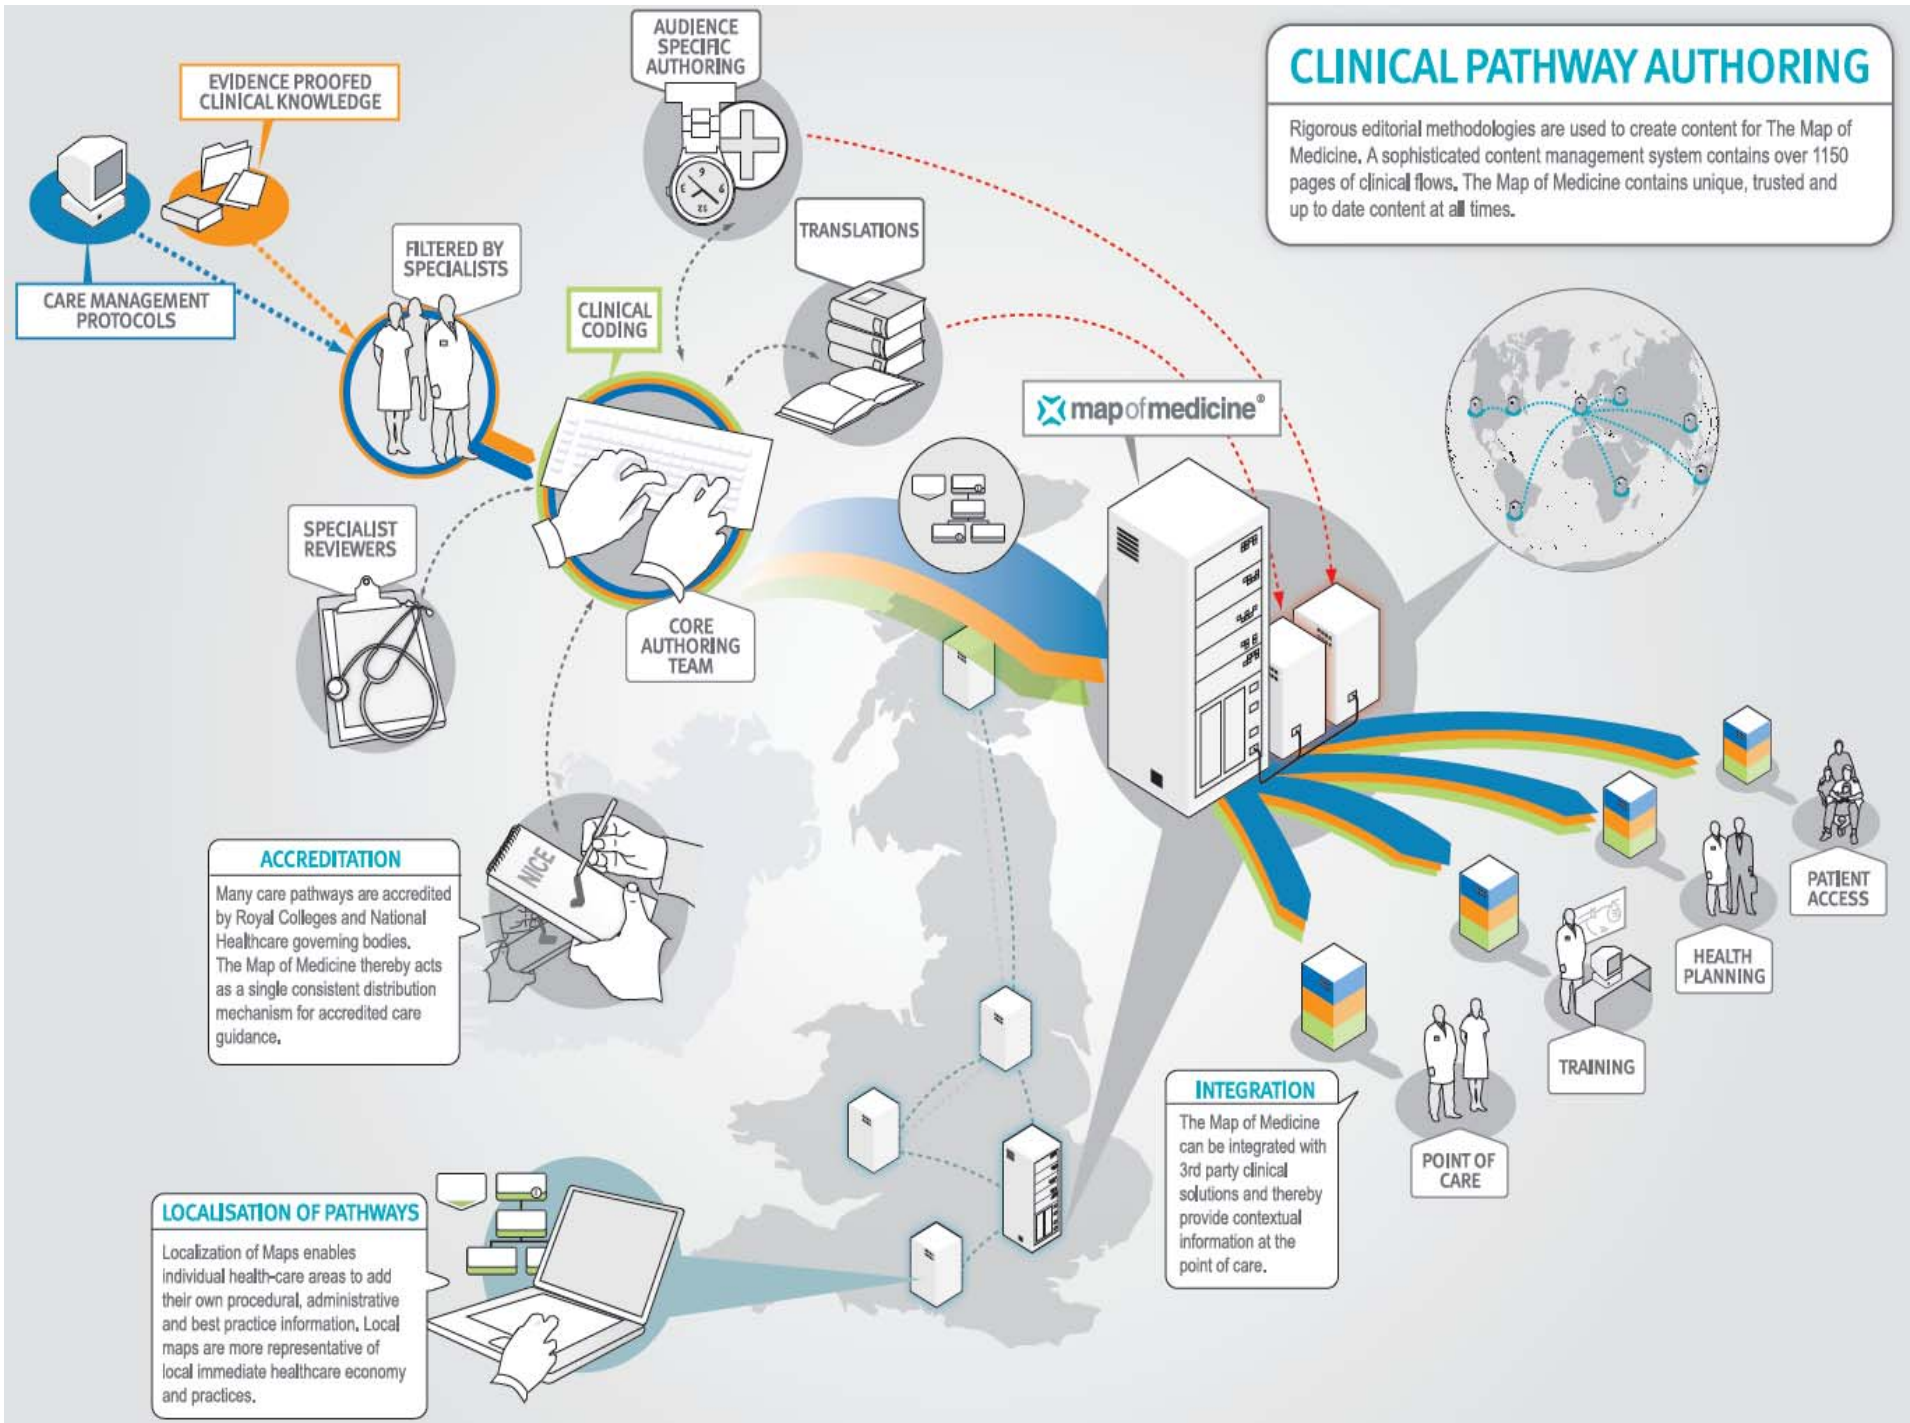 AUDIENCE
SPECIFIC
AUTHORING
CLINICAL PATHWAY AUTHORING
Rigorous editorial methodologies are used to create content for The Map of
Medicine. A sophisticated content management system contains over 1150
pages of clinical flows. The Map of Medicine contains unique, trusted and
up to date content at all times.
EVIDENCE PROOFED
CLINICAL KNOWLEDGE
CARE MANAGEMENT
PROTOCOLS
FILTERED BY
SPECIALISTS
TRANSLATIONS
CLINICAL
CODING
map of medicine®
SPECIALIST
REVIEWERS
CORE
AUTHORING
TEAM
ACCREDITATION
Many care pathways are accredited
by Royal Colleges and National
Healthcare governing bodies.
The Map of Medicine thereby acts
as a single consistent distribution
mechanism for accredited care
guidance.
NICE
PATIENT
ACCESS
HEALTH
PLANNING
TRAINING
POINT OF
CARE
INTEGRATION
The Map of Medicine
can be integrated with
3rd party clinical
solutions and thereby
provide contextual
information at the
point of care.
LOCALISATION OF PATHWAYS
Localization of Maps enables
individual health-care areas to add
their own procedural, administrative
and best practice information. Local
maps are more representative of
local immediate healthcare economy
and practices.